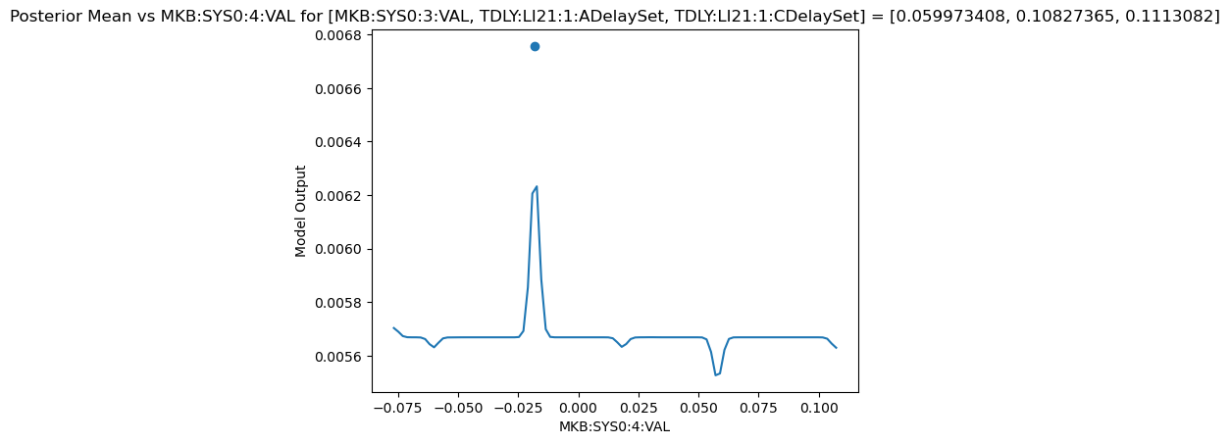 Posterior Mean vs MKB:SYS0:4:VAL for [MKB:SYS0:3:VAL, TDLY:LI21:1:ADelaySet, TDLY:LI21:1:CDelaySet] = [0.059973408, 0.10827365, 0.1113082]
0.0068
0.0066
0.0064
0.0062
0.0060
0.0058
0.0056
Model Output
−0.075 −0.050 −0.025 0.000 0.025 0.050 0.075 0.100
MKB:SYS0:4:VAL